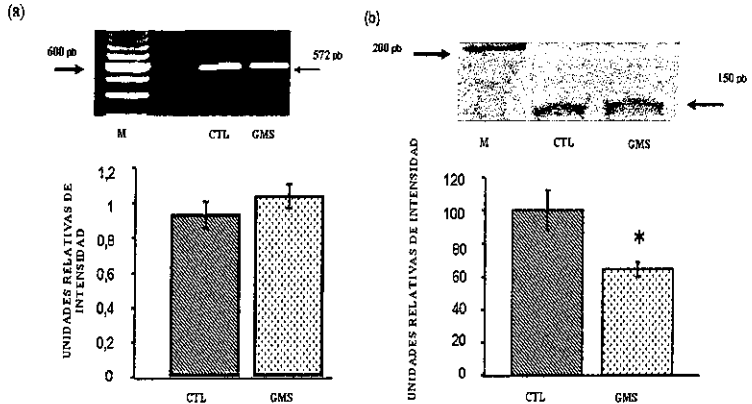 (a)
600 pb
572 pb
M CTL GMS
UNIDADES RELATIVAS DE INTENSIDAD
1,2
1
0,8
0,6
0,4
0,2
0
CTL GMS
(b)
200 pb
150 pb
M CTL GMS
UNIDADES RELATIVAS DE INTENSIDAD
120
100
80
60
40
20
0
*
CTL GMS